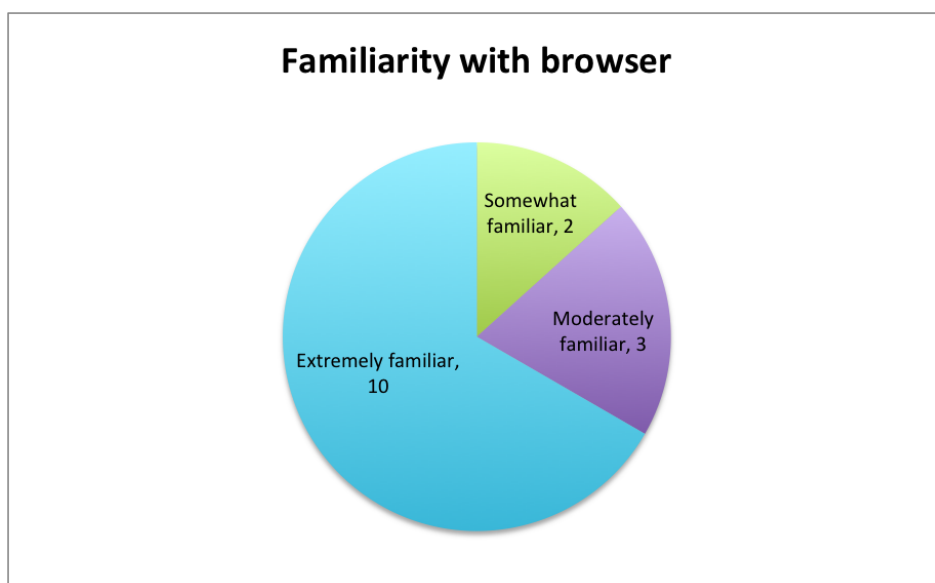 Familiarity with browser
Somewhat
familiar, 2
Moderately
familiar, 3
Extremely familiar,
10